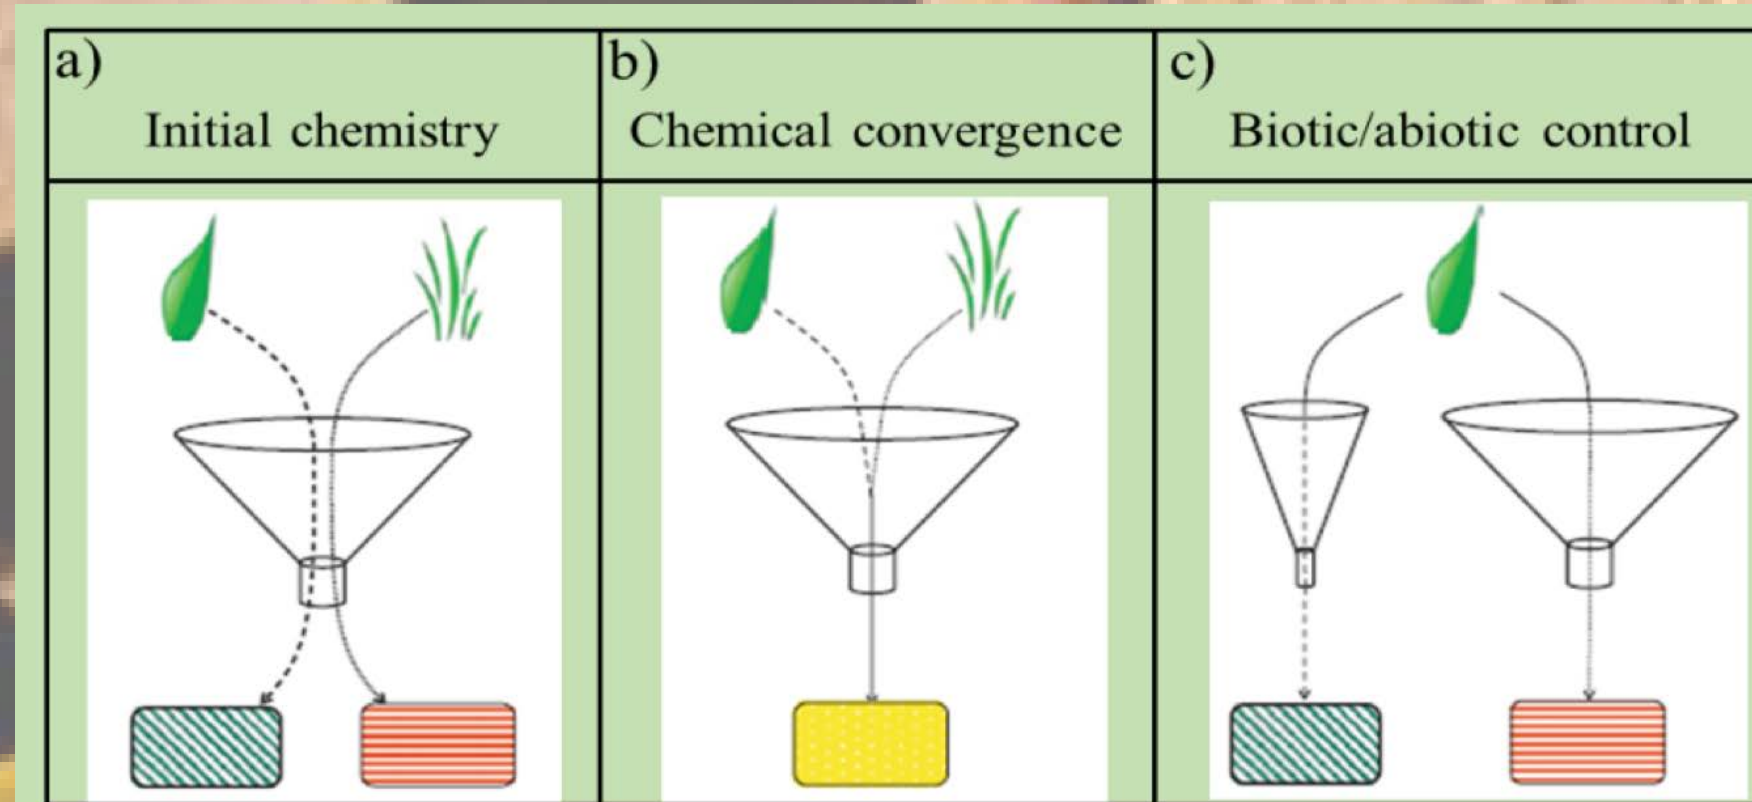 a)
Initial chemistry
b)
Chemical convergence
c)
Biotic/abiotic control